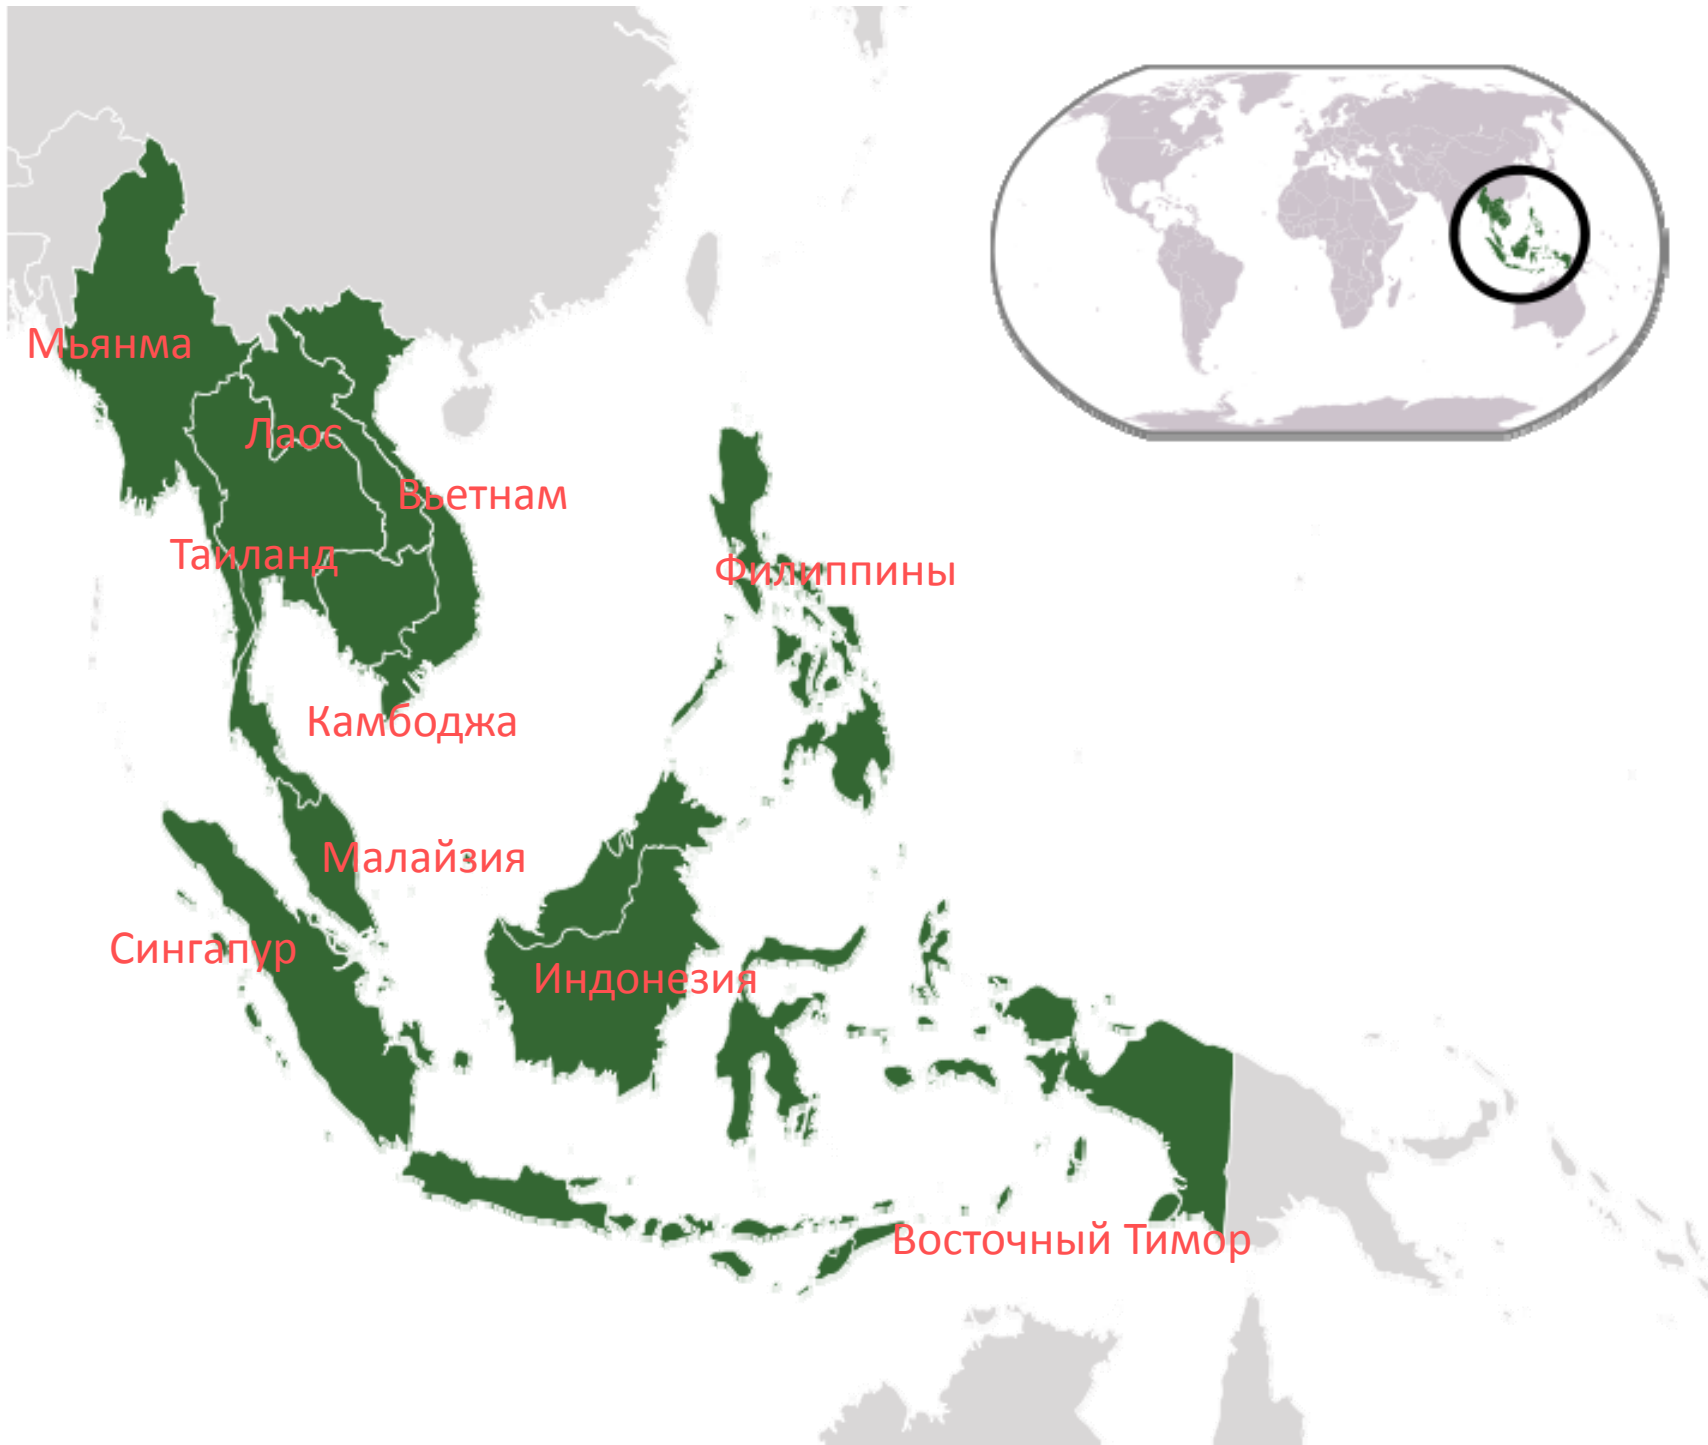 Мьянма
Лаос
Вьетнам
Таиланд
Филиппины
Камбоджа
Малайзия
Сингапур
Индонезия
Восточный Тимор